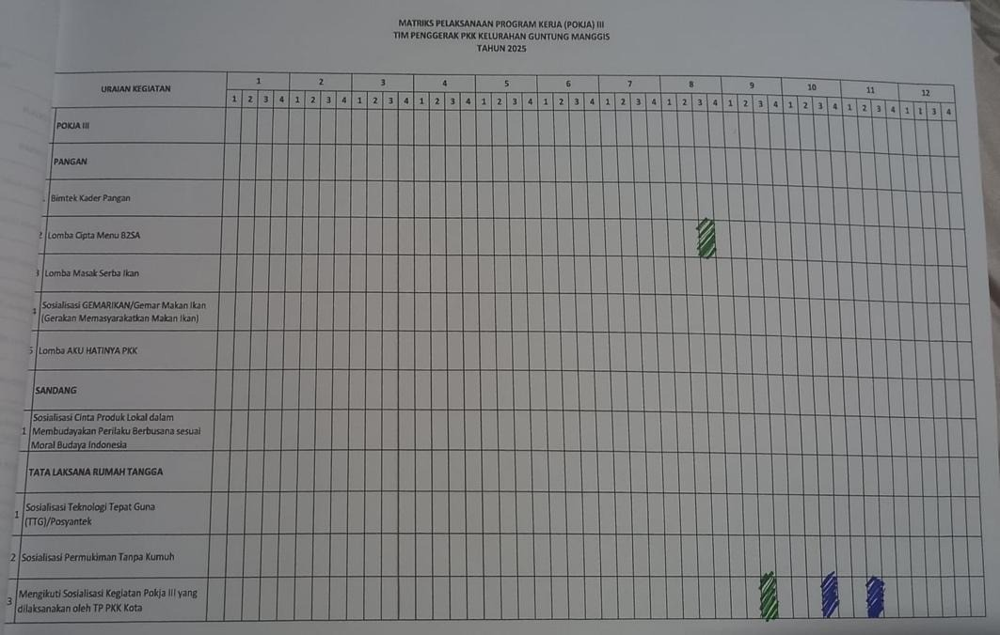 MATRIKS PELAKSANAAN PROGRAM KERJA (POKJA) III
TIM PENGGERAK PKK KELURAHAN GUNTUNG MANGGIS
TAHUN 2025
URAIAN KEGIATAN 1 2 3 4 5 6 7 8 9 10 11 12
1 2 3 4 1 2 3 4 1 2 3 4 1 2 3 4 1 2 3 4 1 2 3 4 1 2 3 4 1 2 3 4 1 2 3 4 1 2 3 4 1 2 3 4 1 1 3 4
POKJA III
PANGAN
Bimtek Kader Pangan
2 Lomba Cipta Menu B2SA
3 Lomba Masak Serba Ikan
4 Sosialisasi GEMARIKAN/Gemar Makan Ikan
(Gerakan Memasyarakatkan Makan Ikan)
5 Lomba AKU HATINYA PKK
SANDANG
Sosialisasi Cinta Produk Lokal dalam
1 Membudayakan Perilaku Berbusana sesuai
Moral Budaya Indonesia
TATA LAKSANA RUMAH TANGGA
1 Sosialisasi Teknologi Tepat Guna
(TTG)/Posyantek
2 Sosialisasi Permukiman Tanpa Kumuh
3 Mengikuti Sosialisasi Kegiatan Pokja III yang
dilaksanakan oleh TP PKK Kota